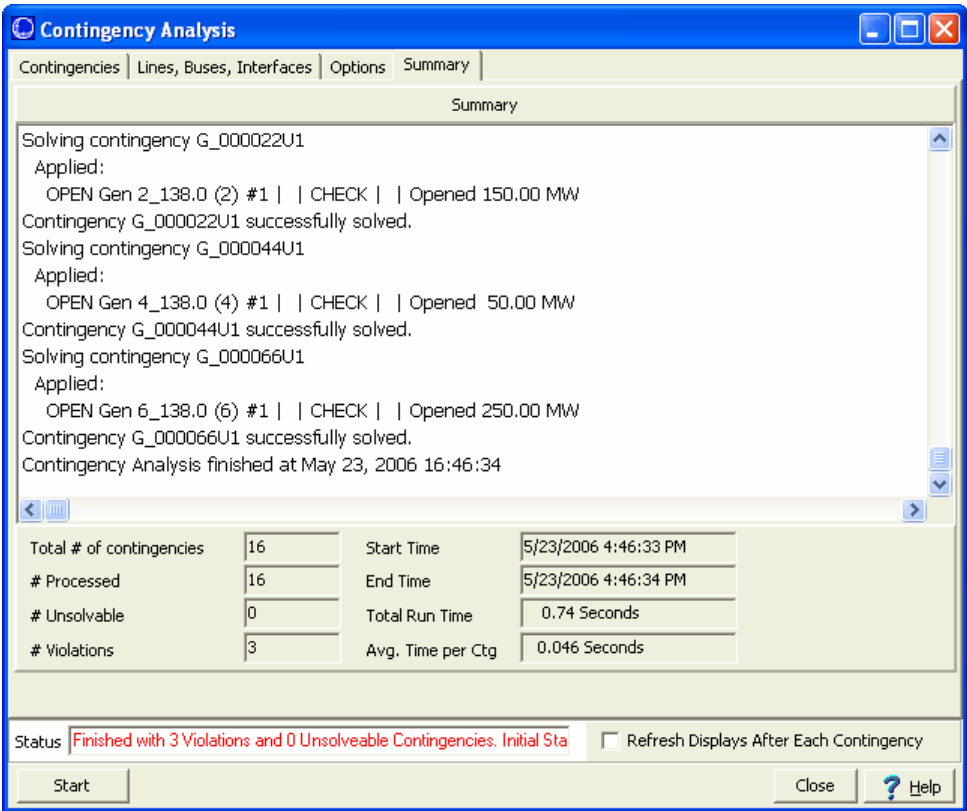 Contingency Analysis
Contingencies | Lines, Buses, Interfaces | Options | Summary
Summary
Solving contingency G_000022U1
Applied:
OPEN Gen 2_138.0 (2) #1 | | CHECK | | Opened 150.00 MW
Contingency G_000022U1 successfully solved.
Solving contingency G_000044U1
Applied:
OPEN Gen 4_138.0 (4) #1 | | CHECK | | Opened 50.00 MW
Contingency G_000044U1 successfully solved.
Solving contingency G_000066U1
Applied:
OPEN Gen 6_138.0 (6) #1 | | CHECK | | Opened 250.00 MW
Contingency G_000066U1 successfully solved.
Contingency Analysis finished at May 23, 2006 16:46:34
Total # of contingencies 16 Start Time 5/23/2006 4:46:33 PM
# Processed 16 End Time 5/23/2006 4:46:34 PM
# Unsolvable 0 Total Run Time 0.74 Seconds
# Violations 3 Avg. Time per Ctg 0.046 Seconds
Status Finished with 3 Violations and 0 Unsolveable Contingencies. Initial Sta Refresh Displays After Each Contingency
Start Close ? Help